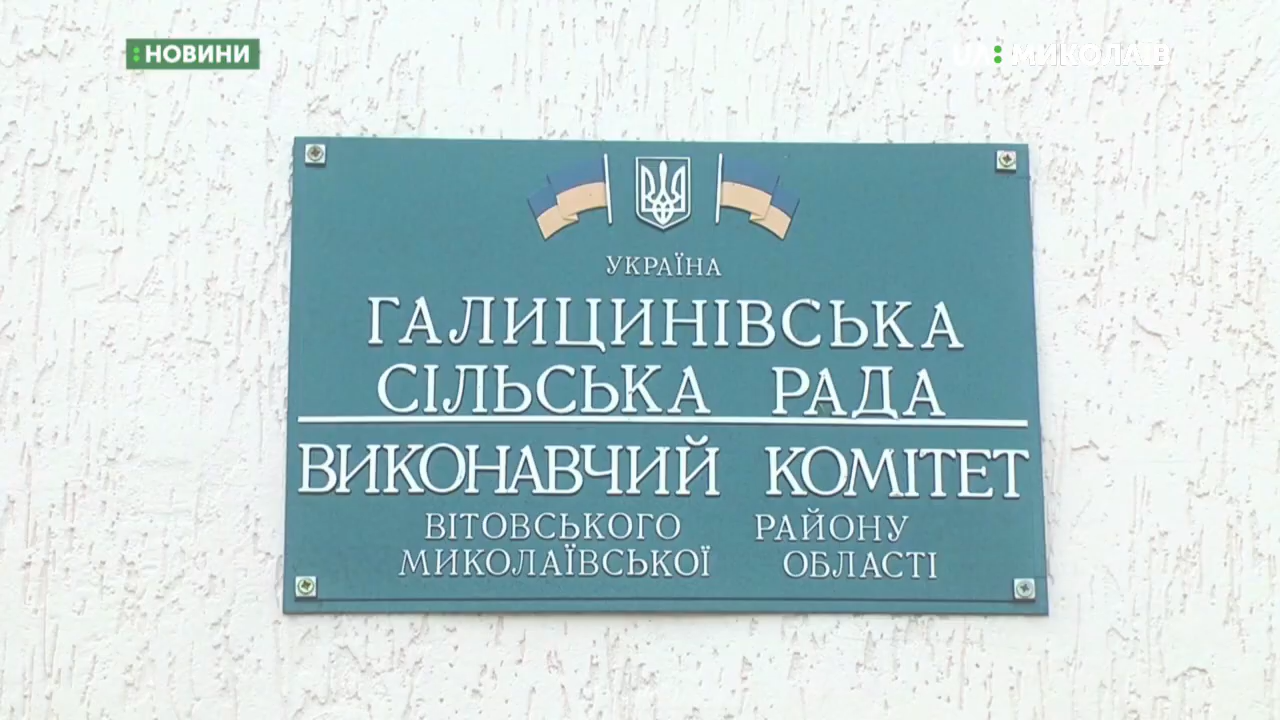 :НОВИНИ
UA:МИКОЛАЇВ
УКРАЇНА
ГАЛИЦИНІВСЬКА
СІЛЬСЬКА РАДА
ВИКОНАВЧИЙ КОМІТЕТ
ВІТОВСЬКОГО РАЙОНУ
МИКОЛАЇВСЬКОЇ ОБЛАСТІ